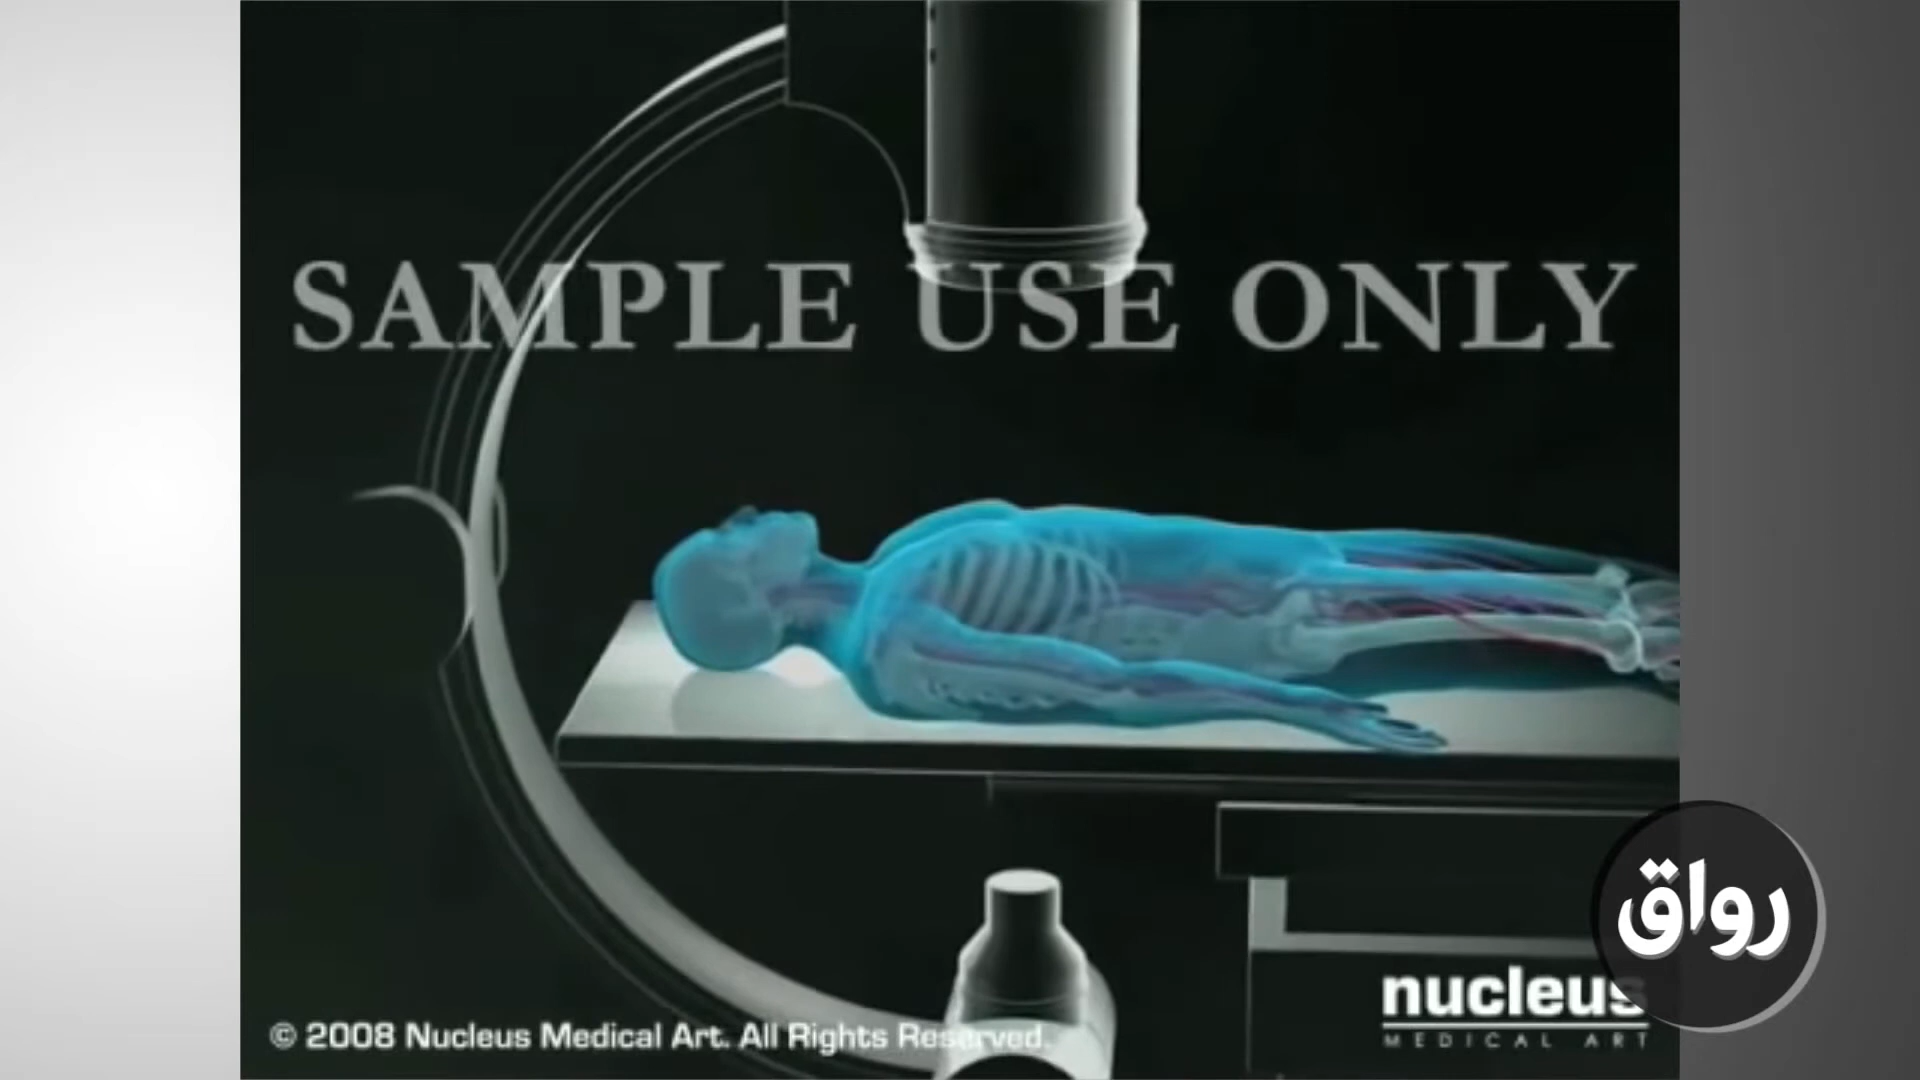 SAMPLE USE ONLY
رواق
nucleus
MEDICAL ART
© 2008 Nucleus Medical Art. All Rights Reserved.